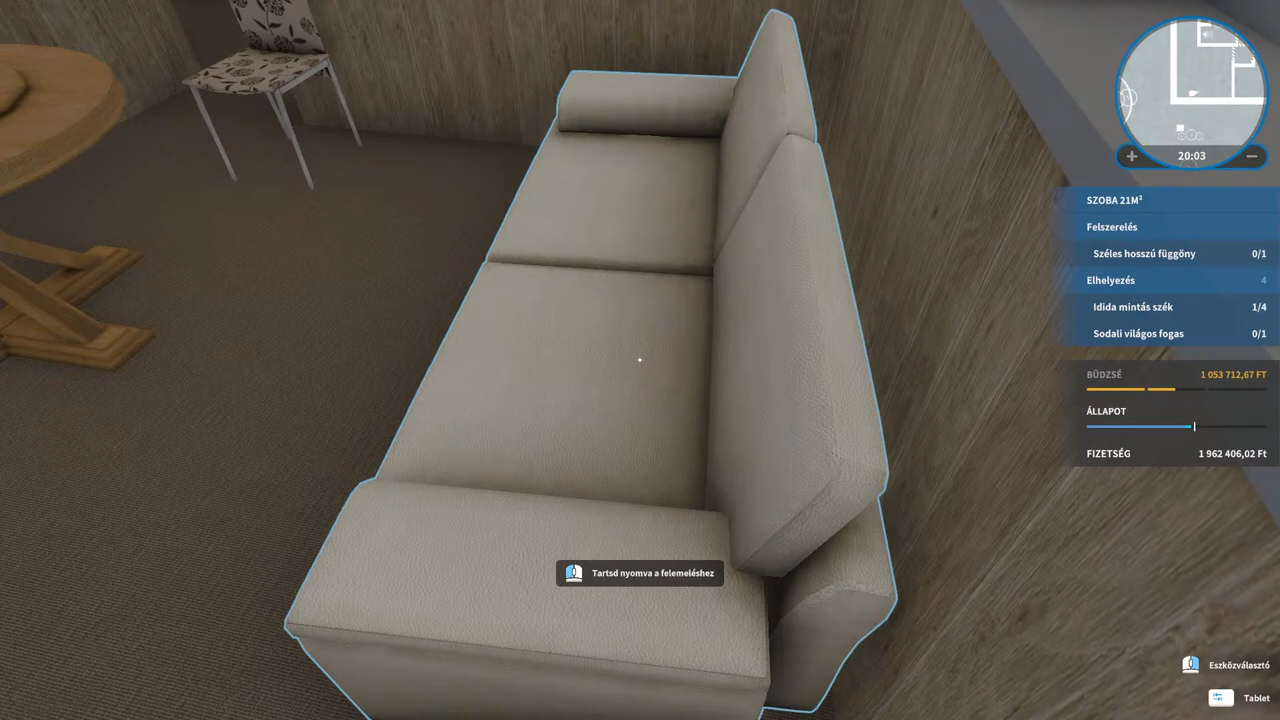 20:03
SZOBA 21M²
Felszerelés
Széles hosszú függöny 0/1
Elhelyezés 4
Idida mintás szék 1/4
Sodali világos fogas 0/1
BÜDZSÉ 1 053 712,67 FT
ÁLLAPOT
FIZETSÉG 1 962 406,02 Ft
Tartsd nyomva a felemeléshez
Eszközválasztó
Tablet